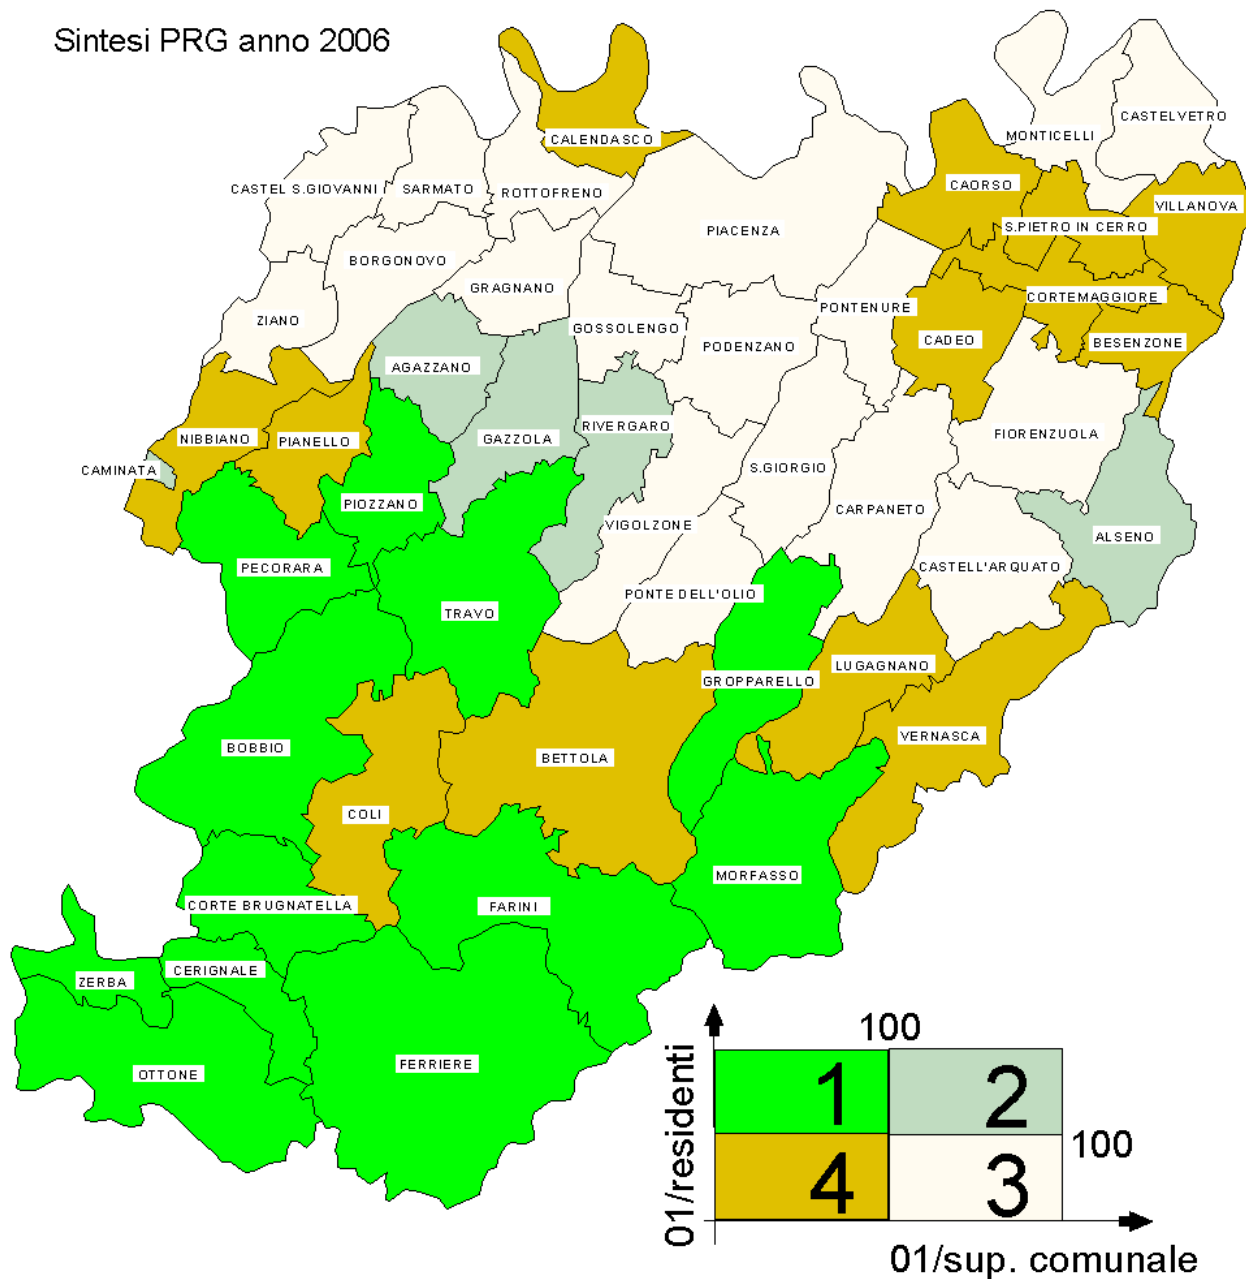 Sintesi PRG anno 2006
CALENDASCO
CASTELVETRO
MONTICELLI
CASTEL S.GIOVANNI
SARMATO
ROTTOFRENO
CAORSO
VILLANOVA
PIACENZA
S.PIETRO IN CERRO
BORGONOVO
GRAGNANO
CORTEMAGGIORE
PONTENURE
ZIANO
GOSSOLENGO
PODENZANO
CADEO
BESENZONE
AGAZZANO
RIVERGARO
FIORENZUOLA
NIBBIANO
PIANELLO
GAZZOLA
CAMINATA
S.GIORGIO
PIOZZANO
VIGOLZONE
CARPANETO
ALSENO
PECORARA
CASTELL'ARQUATO
PONTE DELL'OLIO
TRAVO
LUGAGNANO
GROPPARELLO
VERNASCA
BOBBIO
BETTOLA
COLI
MORFASSO
CORTE BRUGNATELLA
FARINI
CERIGNALE
ZERBA
FERRIERE
OTTONE
100
1
2
100
4
3
01/residenti
01/sup. comunale